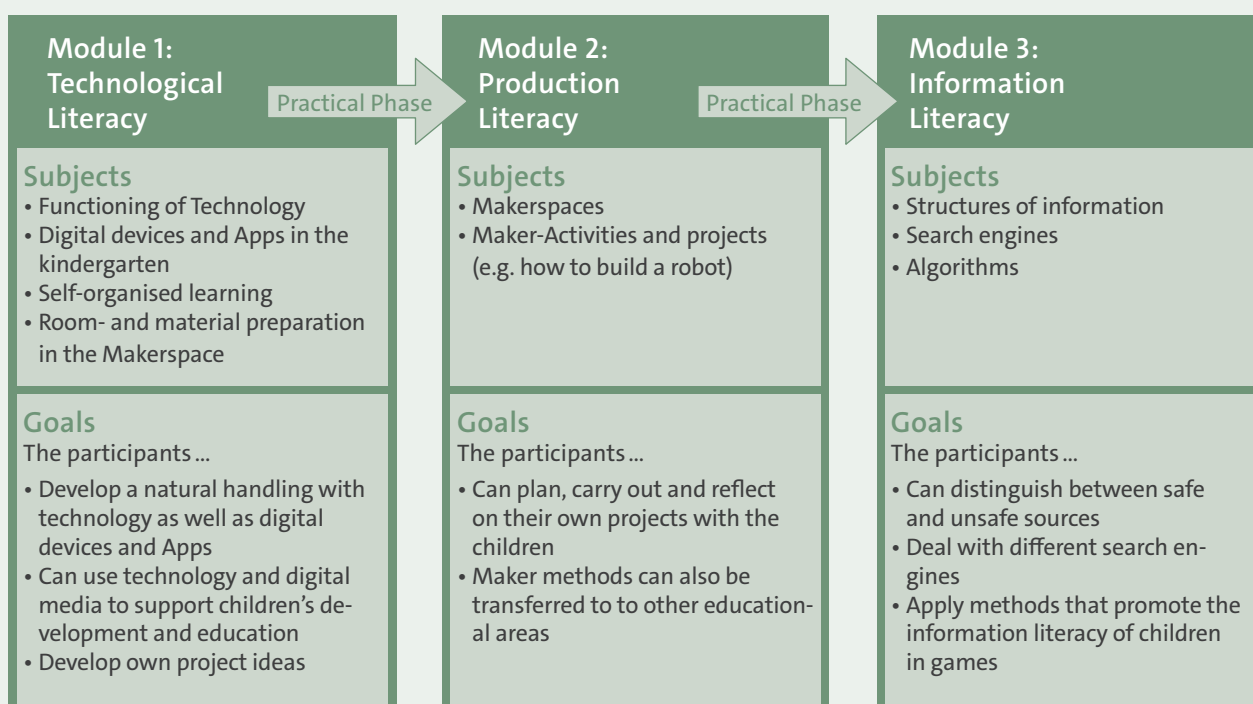 Module 1:
Technological
Literacy
Practical Phase
Subjects
• Functioning of Technology
• Digital devices and Apps in the
kindergarten
• Self-organised learning
• Room- and material preparation
in the Makerspace
Goals
The participants ...
• Develop a natural handling with
technology as well as digital
devices and Apps
• Can use technology and digital
media to support children's de-
velopment and education
• Develop own project ideas
Module 2:
Production
Literacy
Practical Phase
Subjects
• Makerspaces
• Maker-Activities and projects
(e.g. how to build a robot)
Goals
The participants ...
• Can plan, carry out and reflect
on their own projects with the
children
• Maker methods can also be
transferred to to other education-
al areas
Module 3:
Information
Literacy
Subjects
• Structures of information
• Search engines
• Algorithms
Goals
The participants ...
• Can distinguish between safe
and unsafe sources
• Deal with different search en-
gines
• Apply methods that promote the
information literacy of children
in games